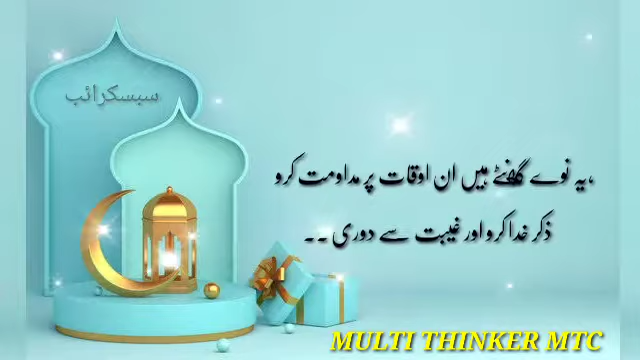 سبسکرائب
،یہ نوے گھنٹے ہیں ان اوقات پر مداومت کرو
ذکر خدا کرو اور غیبت سے دوری ۔۔
MULTI THINKER MTC